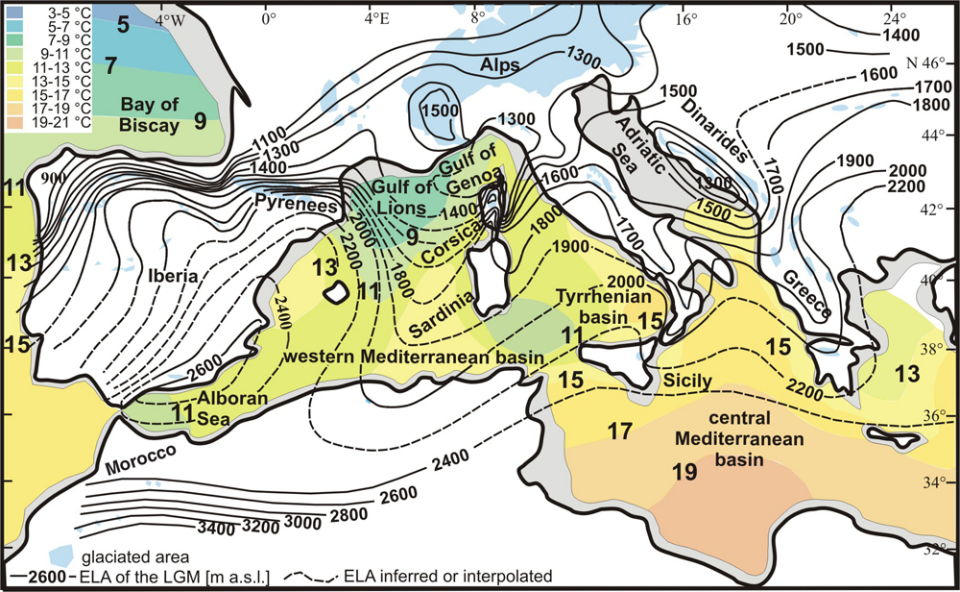 3-5 °C
5-7 °C
7-9 °C
9-11 °C
11-13 °C
13-15 °C
15-17 °C
17-19 °C
19-21 °C
4°W
0°
4°E
8°
16°
20°
24°
5
7
9
Bay of
Biscay
Alps
1300
1500
1400
N 46°
1600
1700
1800
1500
1500
1300
Dinarides
Adriatic
Sea
44°
1100
1300
1400
900
Gulf of
Genoa
Gulf of
Lions
1400
9
Corsica
1600
1700
1800
1900
1300
1500
1700
1900
2000
2200
42°
11
13
15
Pyrenees
Iberia
2000
2200
1800
13
11
2400
2600
Sardinia
2000
Tyrrhenian
basin
15
11
Greece
40°
38°
15
13
western Mediterranean basin
Alboran
Sea
11
15
Sicily
2200
36°
17
central
Mediterranean
basin
19
34°
32°
Morocco
2400
2600
2800
3000
3200
3400
glaciated area
2600 - ELA of the LGM [m a.s.l.]
ELA inferred or interpolated